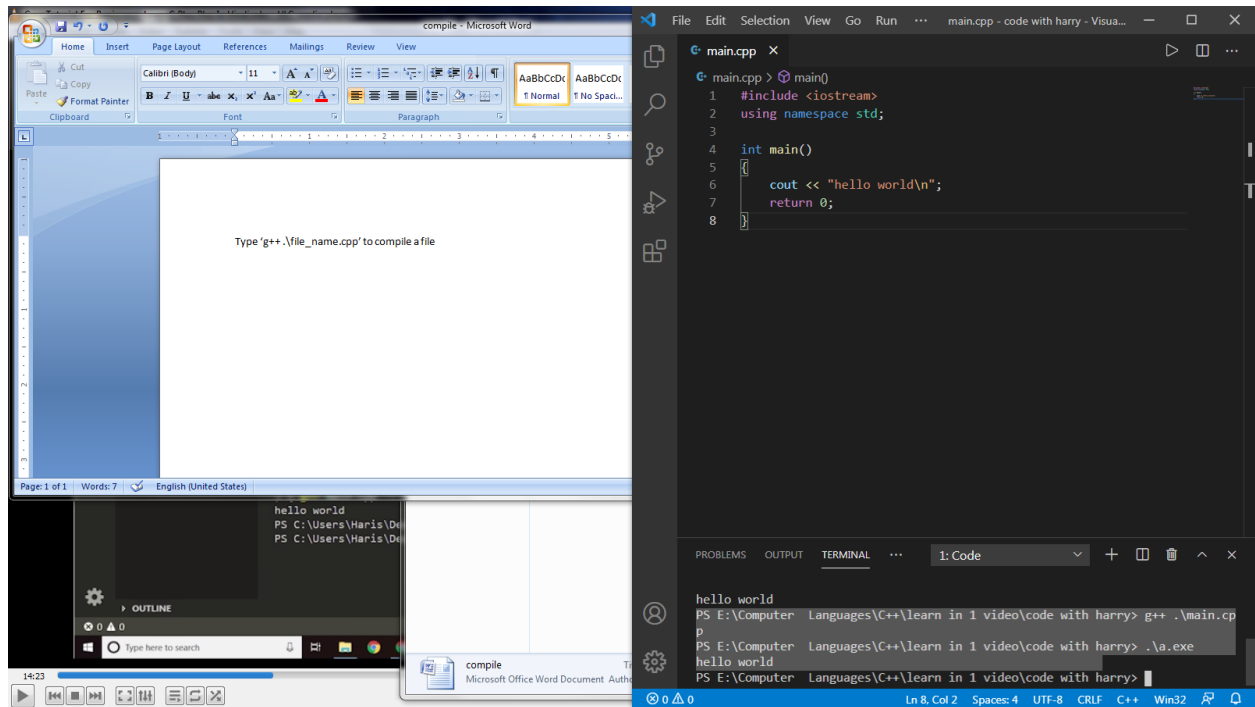 compile - Microsoft Word
Home Insert Page Layout References Mailings Review View
Paste
Cut
Copy
Format Painter
Clipboard
Calibri (Body) 11
Font
Paragraph
AaBbCcDc AaBbCcDc
¶ Normal ¶ No Spaci...
Type ‘g++ .\file_name.cpp’ to compile a file
Page: 1 of 1 Words: 7 English (United States)
hello world
PS C:\Users\Haris\De
PS C:\Users\Haris\De
OUTLINE
0 0
Type here to search
compile
Microsoft Office Word Document
14:23
File Edit Selection View Go Run ... main.cpp - code with harry - Visua...
main.cpp
main.cpp > main()
1 #include <iostream>
2 using namespace std;
3
4 int main()
5 {
6 cout << "hello world\n";
7 return 0;
8 }
PROBLEMS OUTPUT TERMINAL ... 1: Code
hello world
PS E:\Computer  Languages\C++\learn in 1 video\code with harry> g++ .\main.cp
p
PS E:\Computer  Languages\C++\learn in 1 video\code with harry> .\a.exe
hello world
PS E:\Computer  Languages\C++\learn in 1 video\code with harry>
0 0 Ln 8, Col 2 Spaces: 4 UTF-8 CRLF C++ Win32